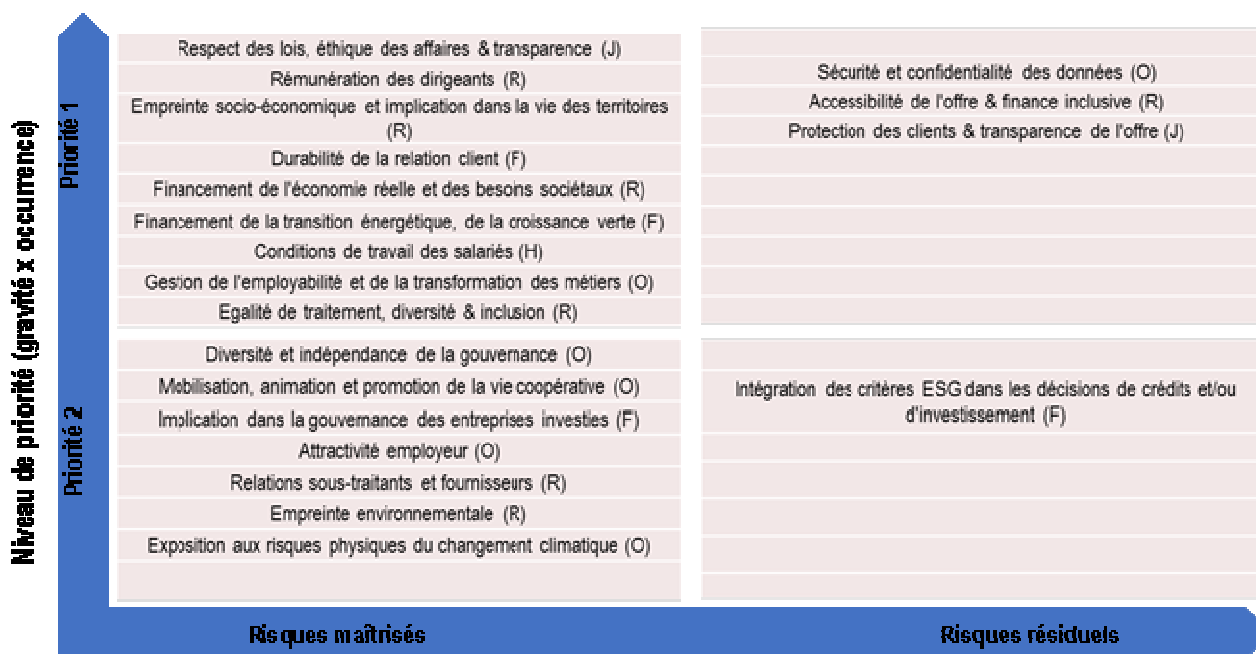 Niveau de priorité (gravité x occurrence)
Priorité 1
Respect des lois, éthique des affaires & transparence (J)
Rémunération des dirigeants (R)
Empreinte socio-économique et implication dans la vie des territoires
(R)
Durabilité de la relation client (F)
Financement de l'économie réelle et des besons sociétaux (R)
Financement de la transition énergétique, de la croissance verte (F)
Conditions de travail des salariés (H)
Gestion de l'employabilité et de la transformation des métiers (O)
Egalité de traitement, diversité & inclusion (R)
Sécurité et confidentialité des données (O)
Accessibilité de l'offre & finance inclusive (R)
Protection des clients & transparence de l'offre (J)
Priorité 2
Diversité et indépendance de la gouvernance (O)
Mobilisation, animation et promotion de la vie coopérative (O)
Implication dans la gouvernance des entreprises investies (F)
Attractivité employeur (O)
Relations sous-traitants et fournisseurs (R)
Empreinte environnementale (R)
Exposition aux risques physiques du changement climatique (O)
Intégration des critères ESG dans les décisions de crédits et/ou
d'investissement (F)
Risques maîtrisés
Risques résiduels